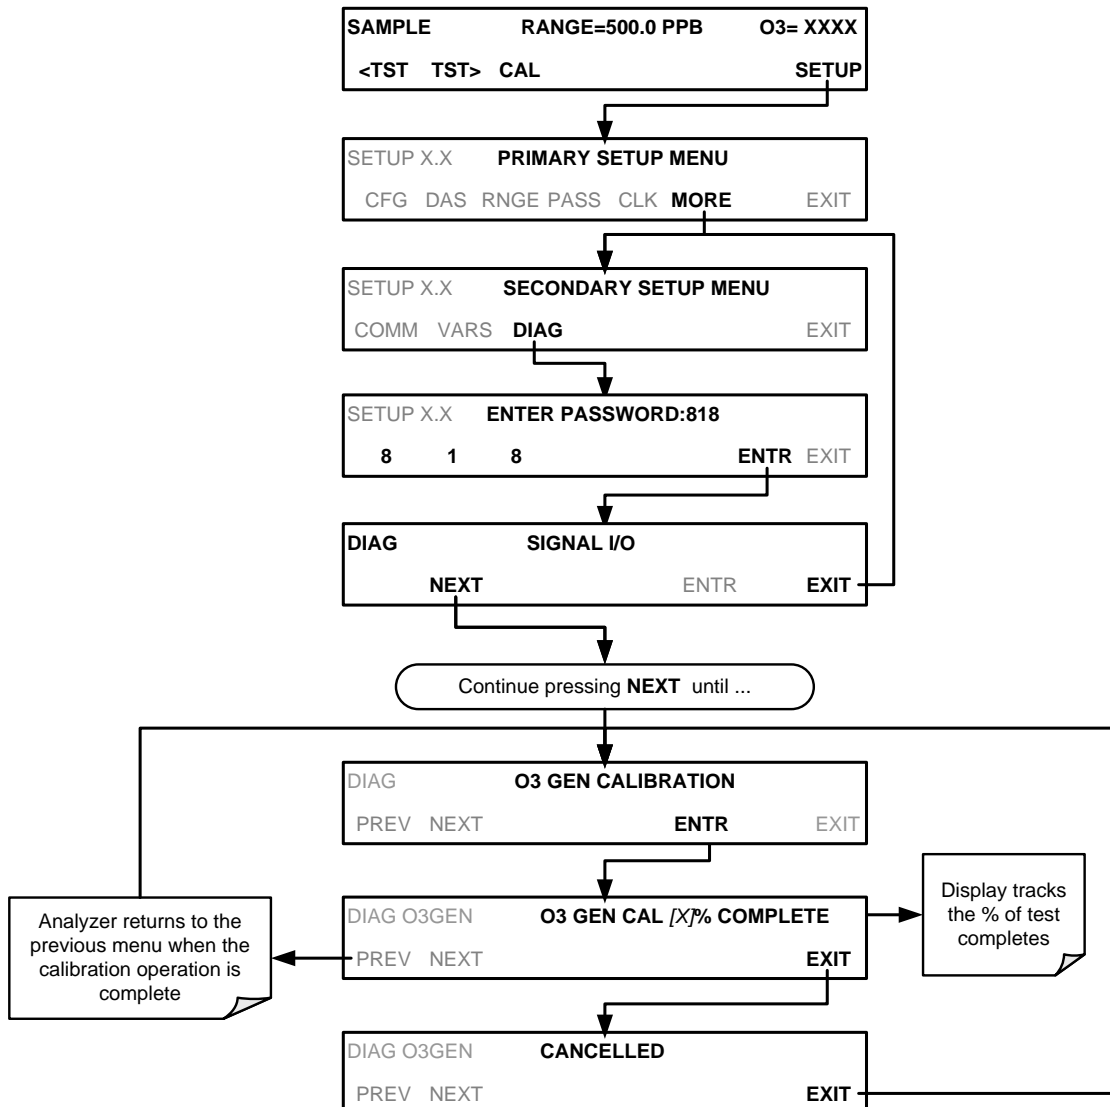 SAMPLE RANGE=500.0 PPB O3= XXXX
<TST TST> CAL SETUP
SETUP X.X PRIMARY SETUP MENU
CFG DAS RNGE PASS CLK MORE EXIT
SETUP X.X SECONDARY SETUP MENU
COMM VARS DIAG EXIT
SETUP X.X ENTER PASSWORD:818
8 1 8 ENTR EXIT
DIAG SIGNAL I/O
NEXT ENTR EXIT
Continue pressing NEXT until ...
DIAG O3 GEN CALIBRATION
PREV NEXT ENTR EXIT
DIAG O3GEN O3 GEN CAL [X]% COMPLETE
PREV NEXT EXIT
Display tracks
the % of test
completes
Analyzer returns to the
previous menu when the
calibration operation is
complete
DIAG O3GEN CANCELLED
PREV NEXT EXIT